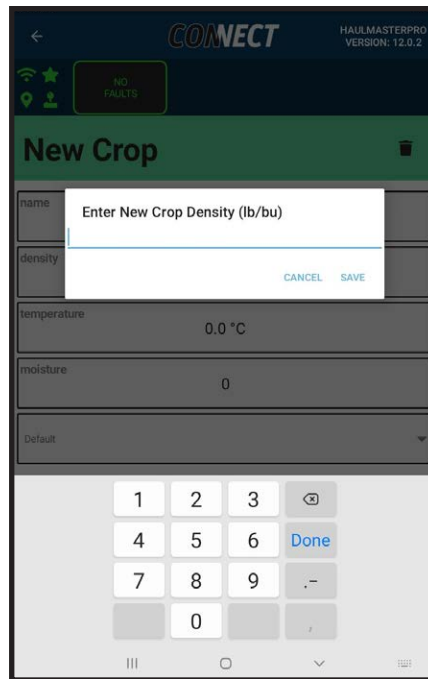 CONNECT
HAULMASTERPRO
VERSION: 12.0.2
NO
FAULTS
New Crop
name
Enter New Crop Density (lb/bu)
density
CANCEL SAVE
temperature
0.0 °C
moisture
0
Default
1 2 3
4 5 6 Done
7 8 9 .-
0 ,